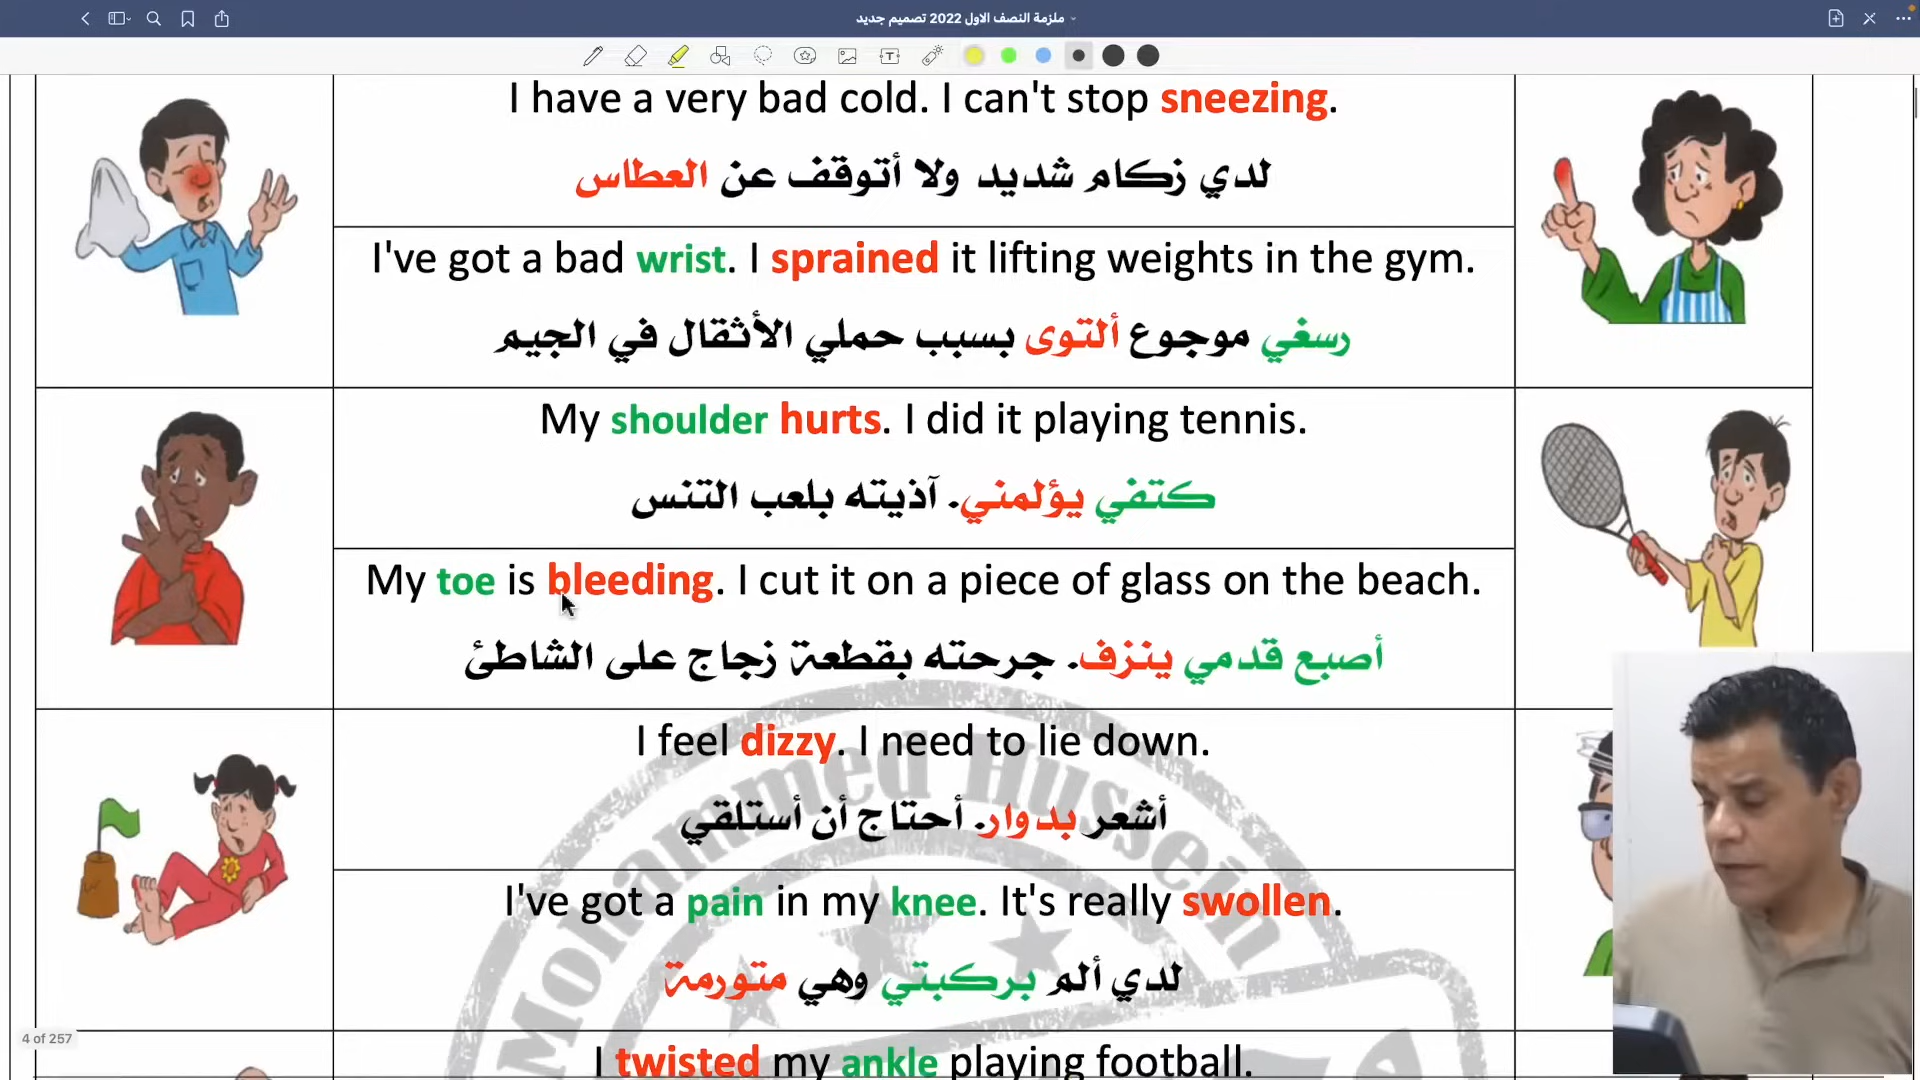 ملزمة النصف الاول 2022 تصميم جديد
I have a very bad cold. I can't stop sneezing.
لدي زكام شديد ولا أتوقف عن العطاس
I've got a bad wrist. I sprained it lifting weights in the gym.
رسغي موجوع ألتوى بسبب حملي الأثقال في الجيم
My shoulder hurts. I did it playing tennis.
كتفي يؤلمني. آذيته بلعب التنس
My toe is bleeding. I cut it on a piece of glass on the beach.
أصبع قدمي ينزف. جرحته بقطعة زجاج على الشاطئ
I feel dizzy. I need to lie down.
أشعر بدوار. أحتاج أن أستلقي
I've got a pain in my knee. It's really swollen.
لدي ألم بركبتي وهي متورمة
I twisted my ankle playing football.
4 of 257
Mohammed Hussein